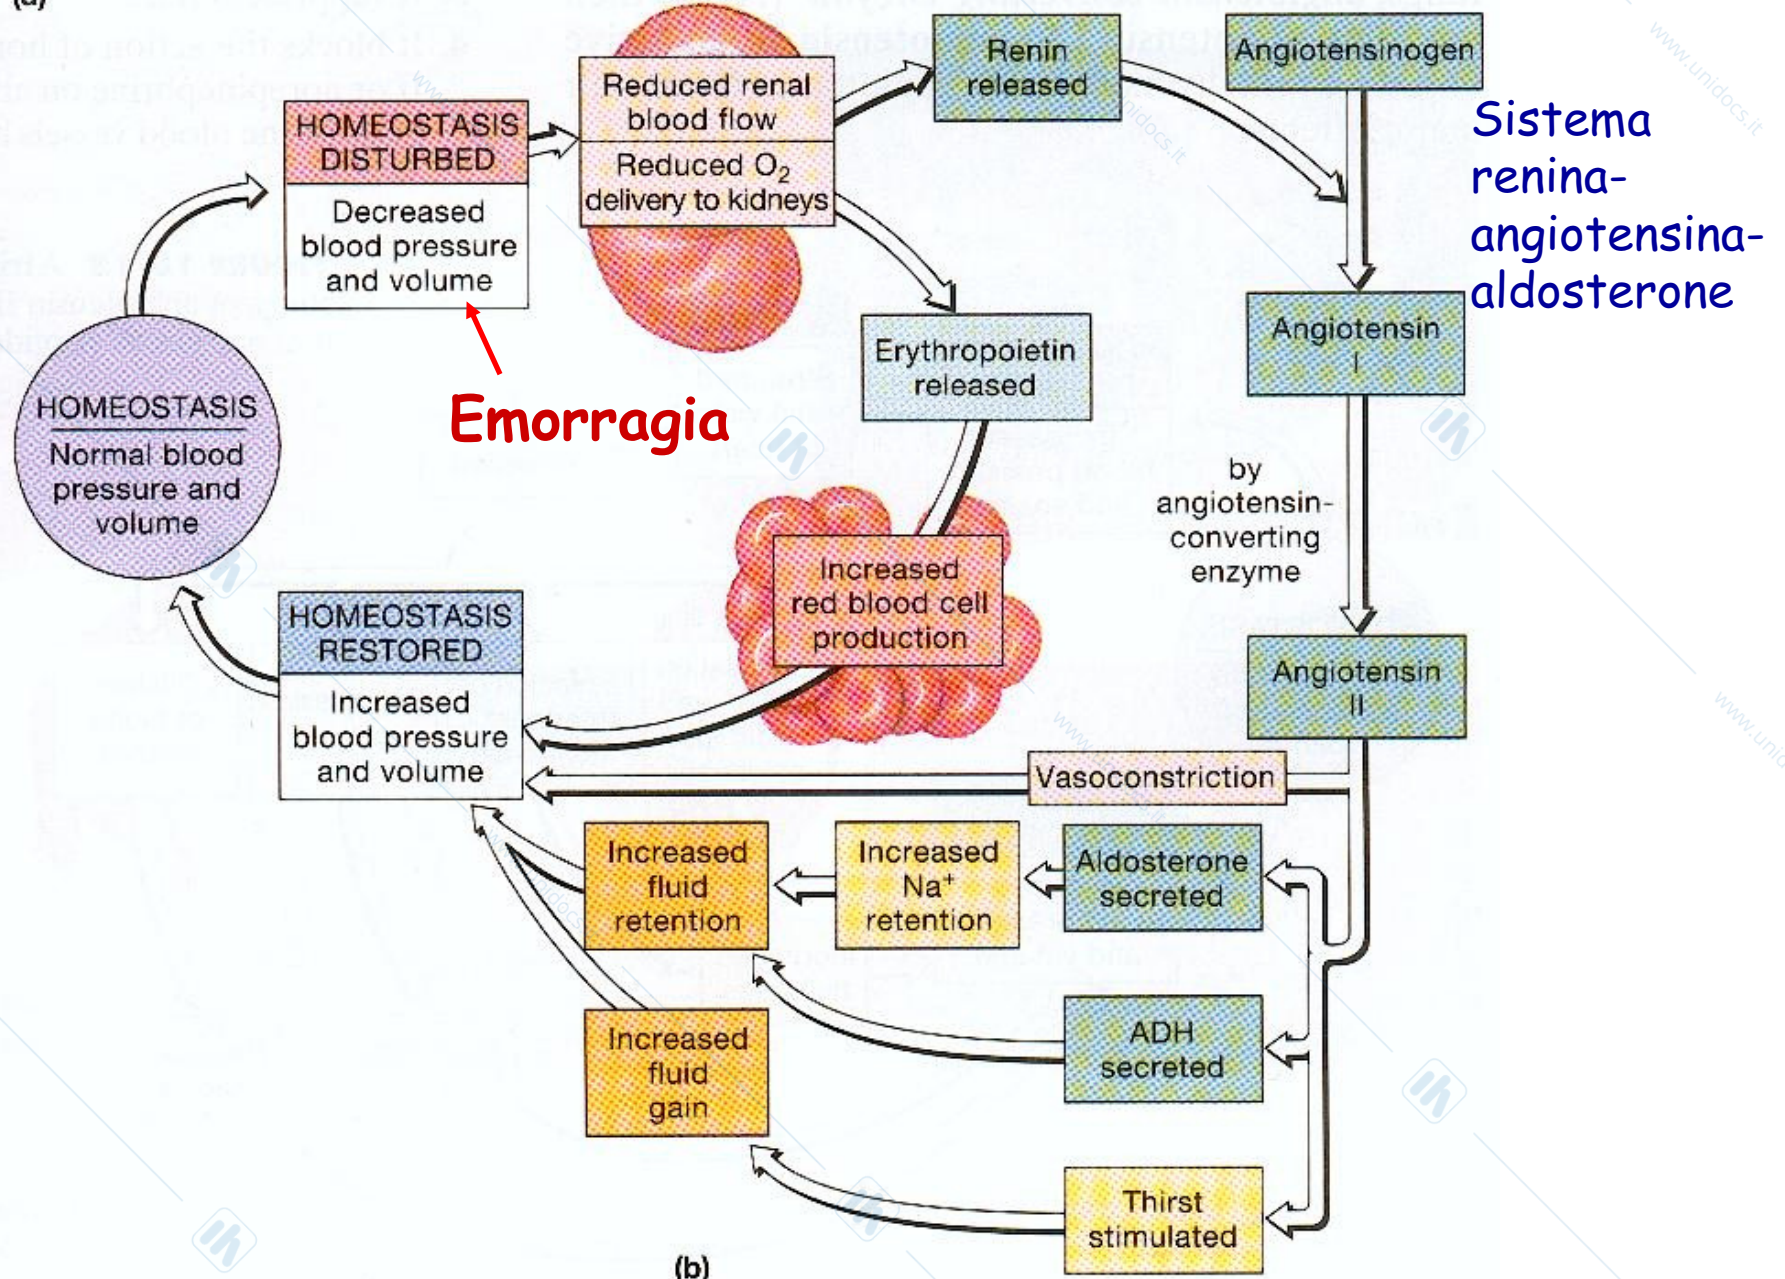 (a)
HOMEOSTASIS
DISTURBED
Decreased
blood pressure
and volume
Emorragia
Reduced renal
blood flow
Reduced O₂
delivery to kidneys
Renin
released
Angiotensinogen
Sistema
renina-
angiotensina-
aldosterone
Angiotensin
I
by
angiotensin-
converting
enzyme
Angiotensin
II
Erythropoietin
released
Increased
red blood cell
production
HOMEOSTASIS
Normal blood
pressure and
volume
HOMEOSTASIS
RESTORED
Increased
blood pressure
and volume
Vasoconstriction
Increased
fluid
retention
Increased
Na⁺
retention
Aldosterone
secreted
ADH
secreted
Increased
fluid
gain
Thirst
stimulated
(b)
www.unidocs.it